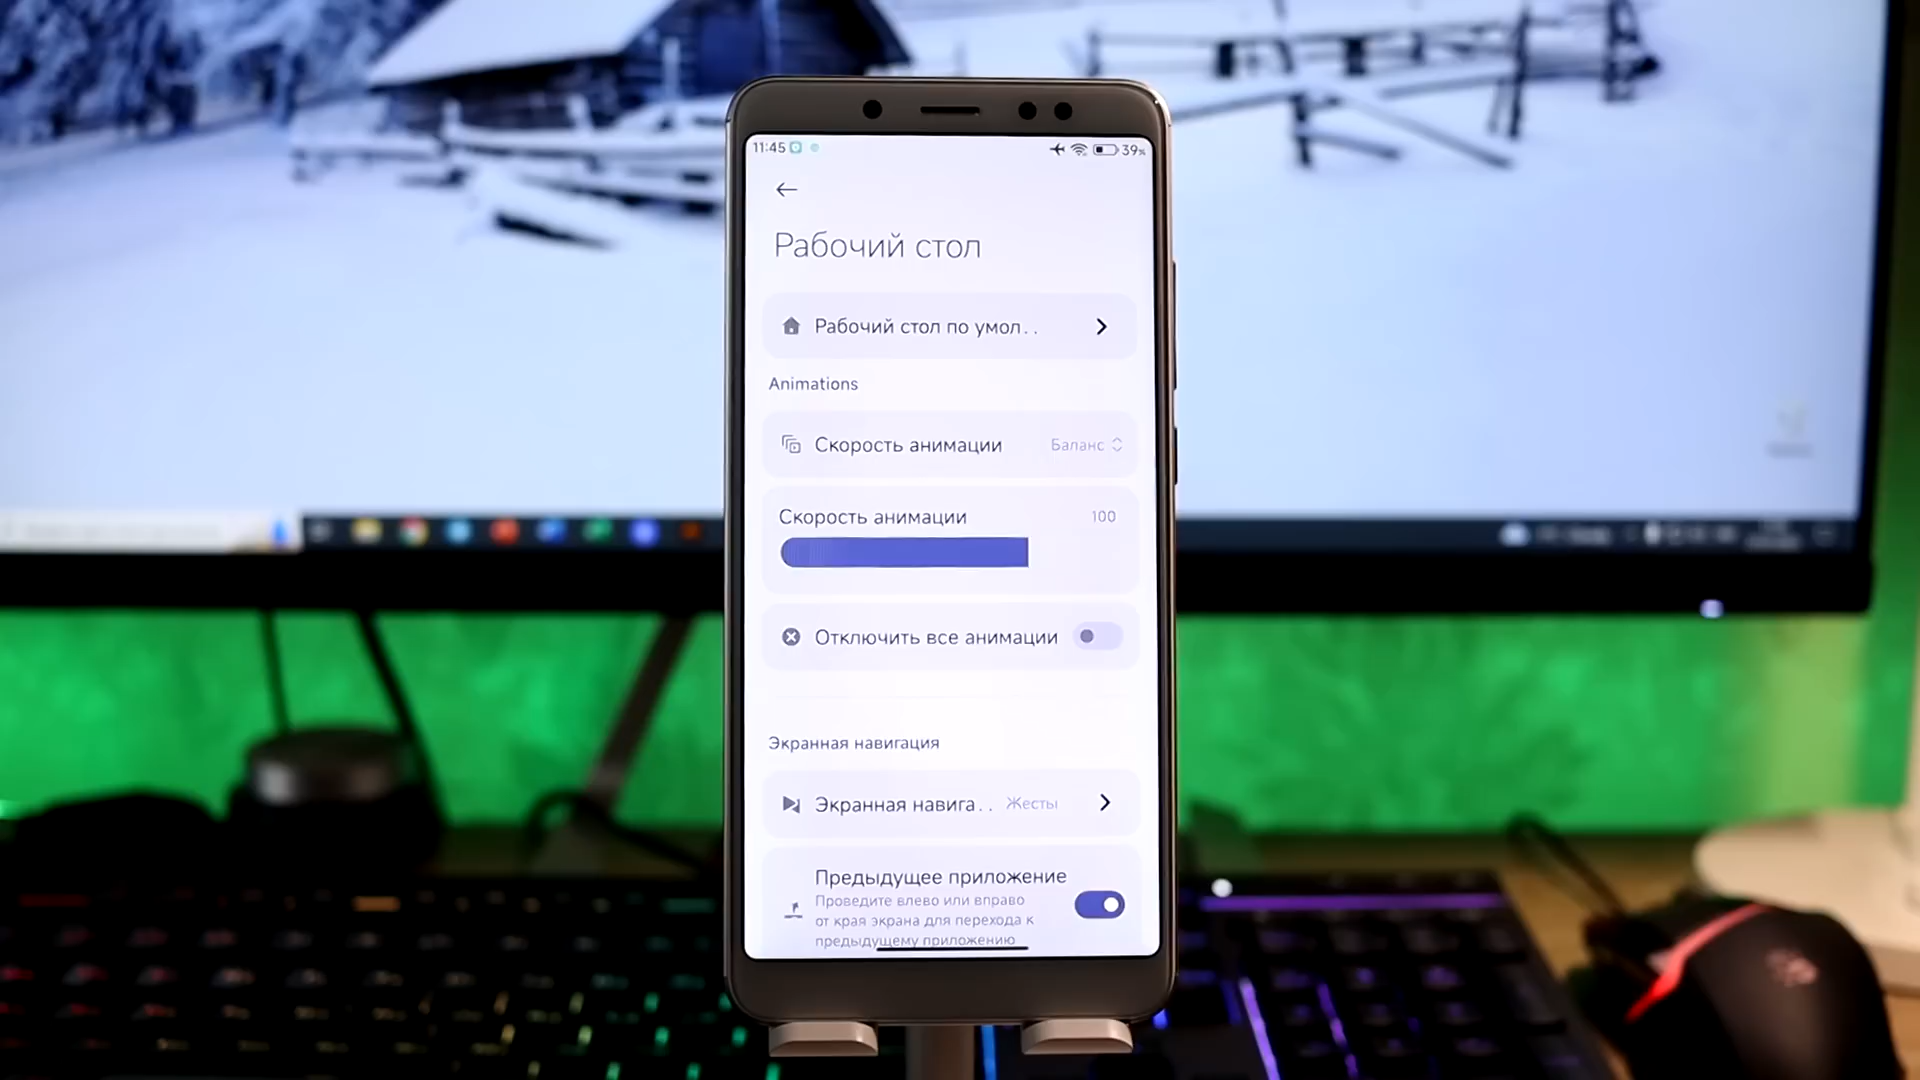 11:45
39%
Рабочий стол
Рабочий стол по умол..
Animations
Скорость анимации
Баланс
Скорость анимации
100
Отключить все анимации
Экранная навигация
Экранная навига..
Жесты
Предыдущее приложение
Проведите влево или вправо
от края экрана для перехода к
предыдущему приложению